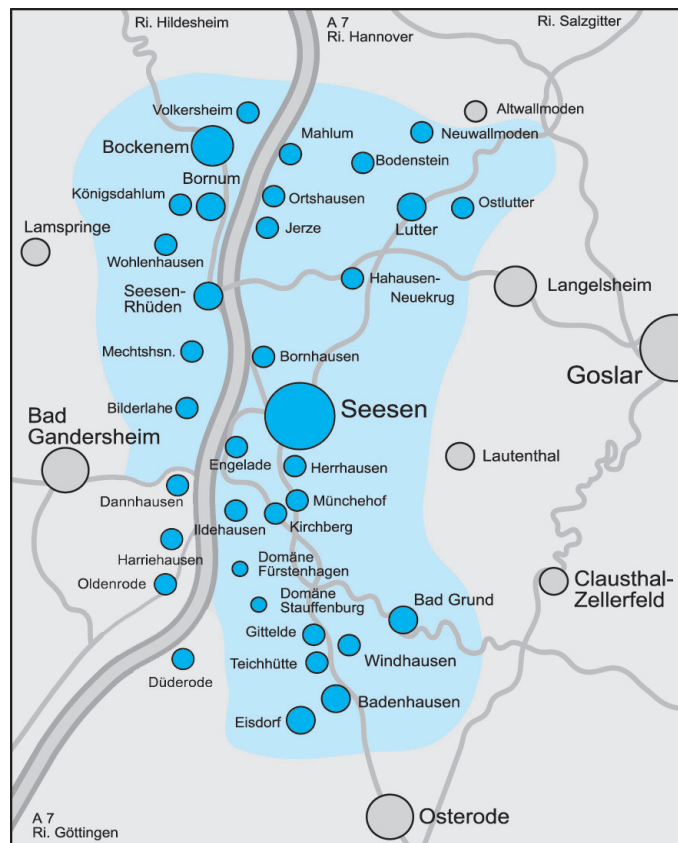 Ri. Hildesheim
A 7
Ri. Hannover
Ri. Salzgitter
Volkersheim
Altwallmoden
Neuwallmoden
Mahlum
Bockenem
Bodenstein
Bornum
Königsdahlum
Ortshausen
Ostlutter
Lutter
Lamspringe
Jerze
Wohlenhausen
Hahausen-
Neuekrug
Langelsheim
Seesen-
Rhüden
Mechtshsn.
Bornhausen
Goslar
Bilderlahe
Seesen
Bad
Gandersheim
Engelade
Herrhausen
Lautenthal
Dannhausen
Münchehof
Ildehausen
Kirchberg
Harriehausen
Domäne
Fürstenhagen
Oldenrode
Domäne
Stauffenburg
Bad Grund
Clausthal-
Zellerfeld
Gittelde
Windhausen
Teichhütte
Düderode
Badenhausen
Eisdorf
Osterode
A 7
Ri. Göttingen